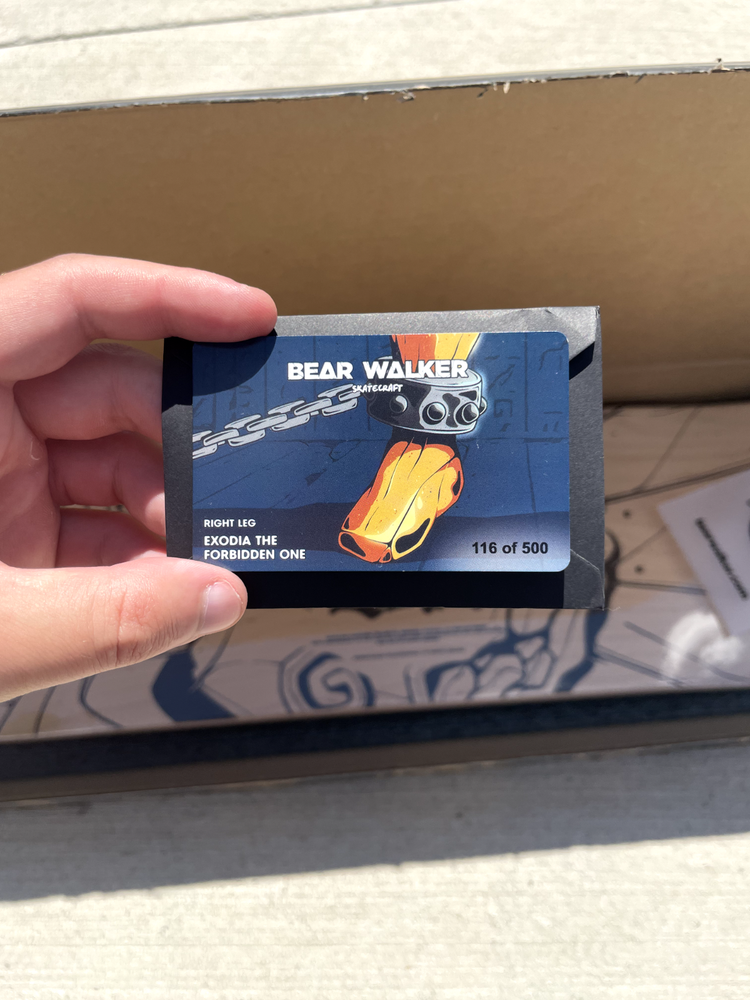 BEAR WALKER
SKATECRAFT
RIGHT LEG
EXODIA THE
FORBIDDEN ONE
116 of 500